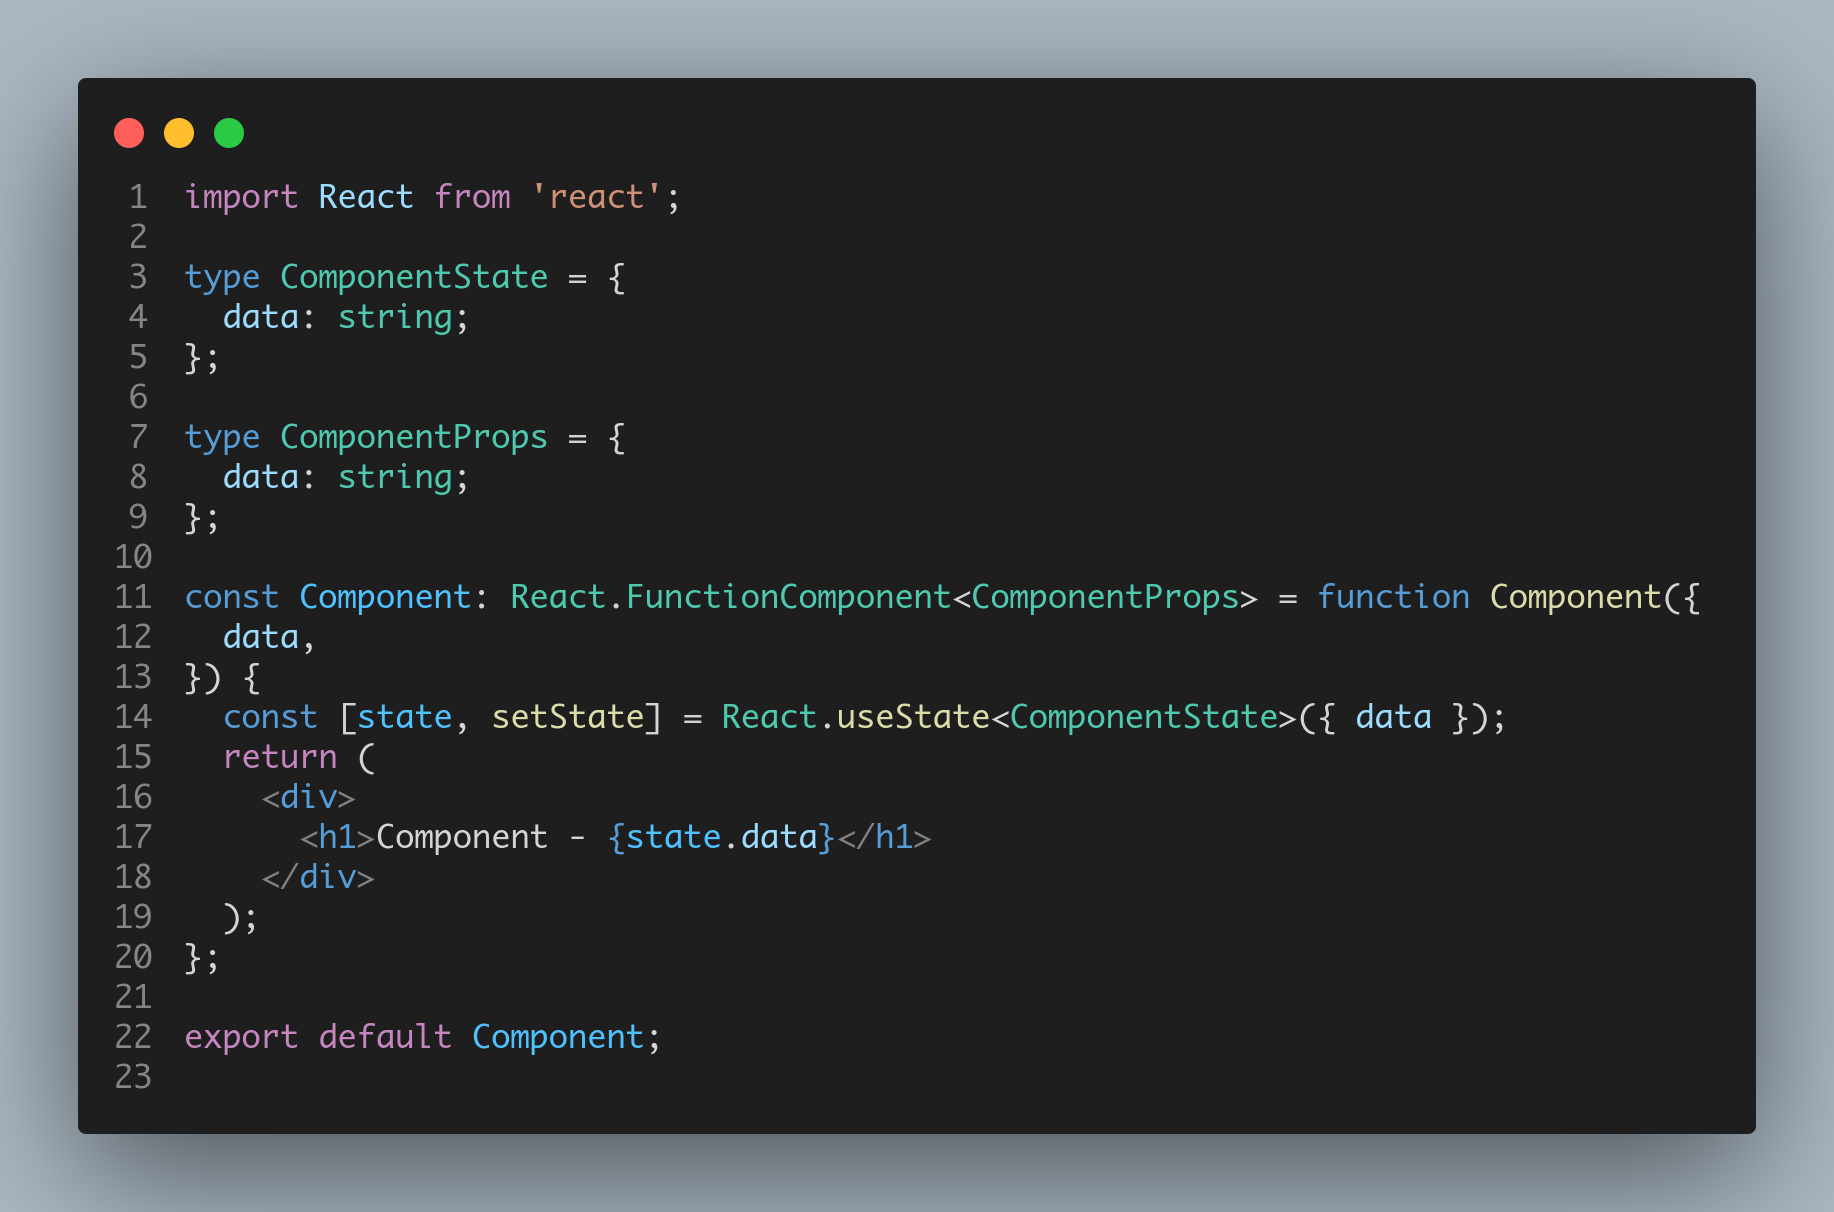 1 import React from 'react';
2
3 type ComponentState = {
4   data: string;
5 };
6
7 type ComponentProps = {
8   data: string;
9 };
10
11 const Component: React.FunctionComponent<ComponentProps> = function Component({
12   data,
13 }) {
14   const [state, setState] = React.useState<ComponentState>({ data });
15   return (
16     <div>
17       <h1>Component - {state.data}</h1>
18     </div>
19   );
20 };
21
22 export default Component;
23